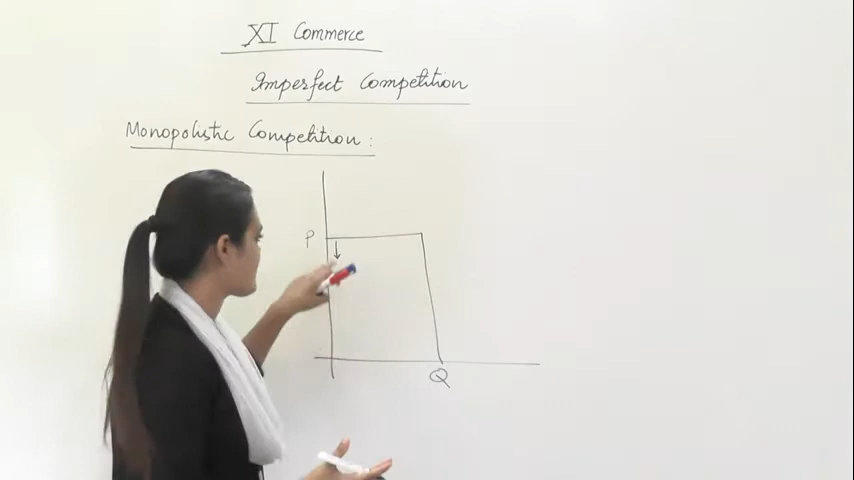 XI Commerce
Imperfect Competition
Monopolistic Competition :
P
Q